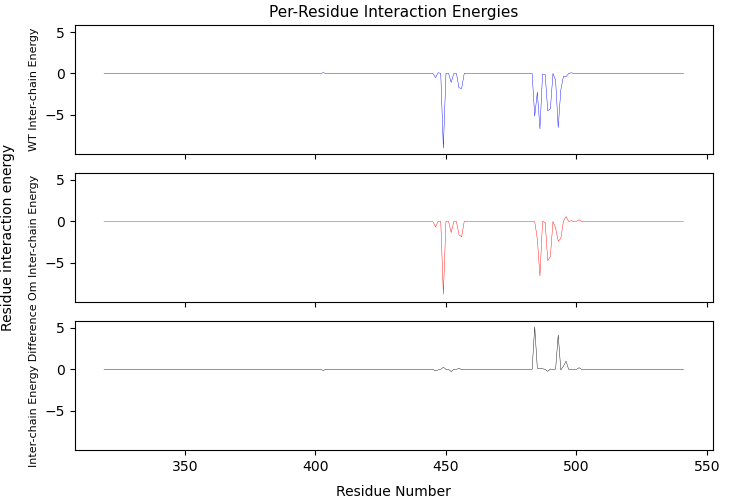 Per-Residue Interaction Energies
Residue interaction energy
WT Inter-chain Energy
5
0
−5
Om Inter-chain Energy
5
0
−5
Inter-chain Energy Difference
5
0
−5
350
400
450
500
550
Residue Number